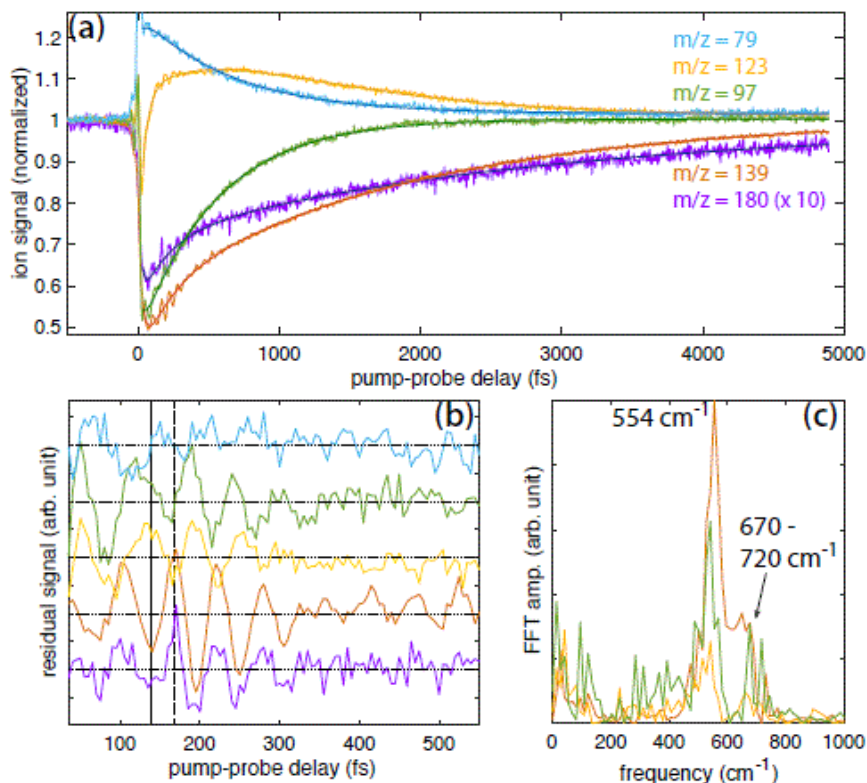 (a)
m/z = 79
m/z = 123
m/z = 97
m/z = 139
m/z = 180 (x 10)
ion signal (normalized)
1.2
1.1
1
0.9
0.8
0.7
0.6
0.5
0 1000 2000 3000 4000 5000
pump-probe delay (fs)
(b)
residual signal (arb. unit)
100 200 300 400 500
pump-probe delay (fs)
(c)
554 cm-1
670 -
720 cm-1
FFT amp. (arb. unit)
0 200 400 600 800 1000
frequency (cm-1)